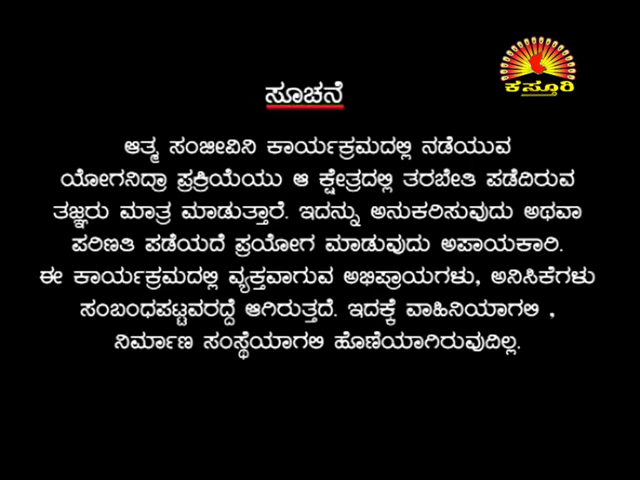 ಕಸ್ತೂರಿ
ಸೂಚನೆ
ಆತ್ಮ ಸಂಜೀವಿನಿ ಕಾರ್ಯಕ್ರಮದಲ್ಲಿ ನಡೆಯುವ
ಯೋಗನಿದ್ರಾ ಪ್ರಕ್ರಿಯೆಯು ಆ ಕ್ಷೇತ್ರದಲ್ಲಿ ತರಬೇತಿ ಪಡೆದಿರುವ
ತಜ್ಞರು ಮಾತ್ರ ಮಾಡುತ್ತಾರೆ. ಇದನ್ನು ಅನುಕರಿಸುವುದು ಅಥವಾ
ಪರಿಣತಿ ಪಡೆಯದೆ ಪ್ರಯೋಗ ಮಾಡುವುದು ಅಪಾಯಕಾರಿ.
ಈ ಕಾರ್ಯಕ್ರಮದಲ್ಲಿ ವ್ಯಕ್ತವಾಗುವ ಅಭಿಪ್ರಾಯಗಳು, ಅನಿಸಿಕೆಗಳು
ಸಂಬಂಧಪಟ್ಟವರದ್ದೆ ಆಗಿರುತ್ತದೆ. ಇದಕ್ಕೆ ವಾಹಿನಿಯಾಗಲಿ ,
ನಿರ್ಮಾಣ ಸಂಸ್ಥೆಯಾಗಲಿ ಹೊಣೆಯಾಗಿರುವುದಿಲ್ಲ.